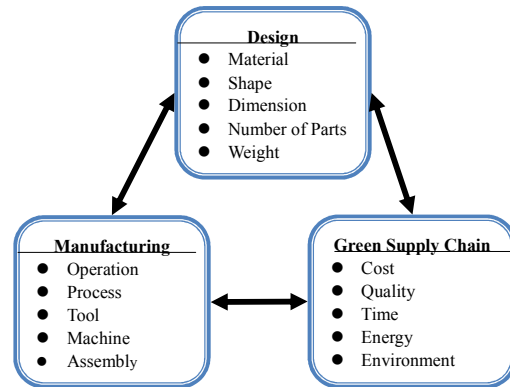 Design
● Material
● Shape
● Dimension
● Number of Parts
● Weight
Manufacturing
● Operation
● Process
● Tool
● Machine
● Assembly
Green Supply Chain
● Cost
● Quality
● Time
● Energy
● Environment